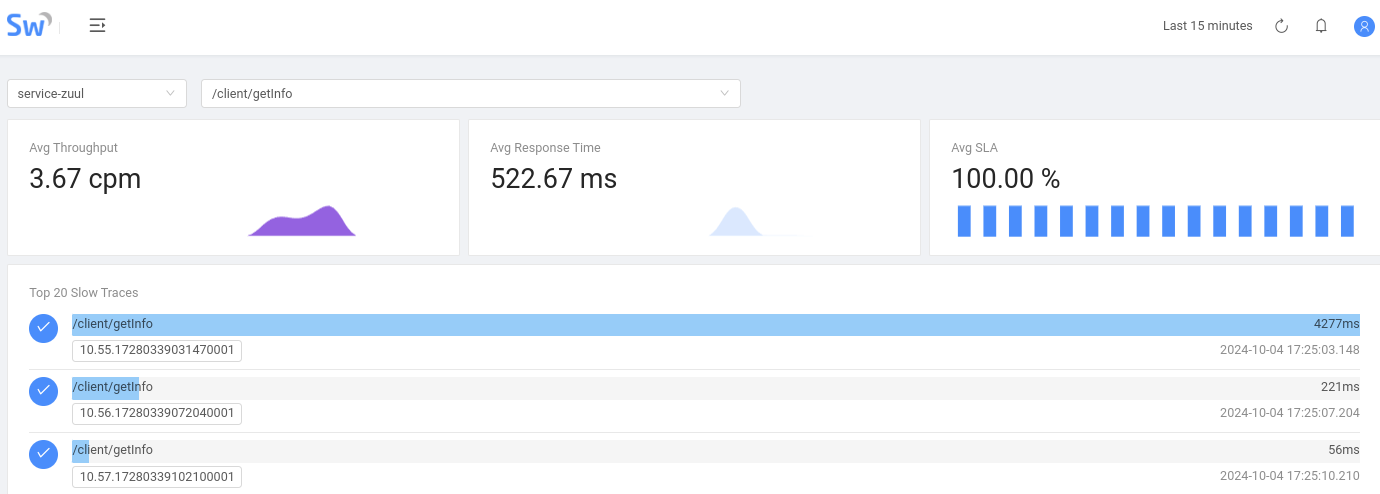 Sw
Last 15 minutes
service-zuul
/client/getInfo
Avg Throughput
3.67 cpm
Avg Response Time
522.67 ms
Avg SLA
100.00 %
Top 20 Slow Traces
/client/getInfo 4277ms
10.55.17280339031470001 2024-10-04 17:25:03.148
/client/getInfo 221ms
10.56.17280339072040001 2024-10-04 17:25:07.204
/client/getInfo 56ms
10.57.17280339102100001 2024-10-04 17:25:10.210